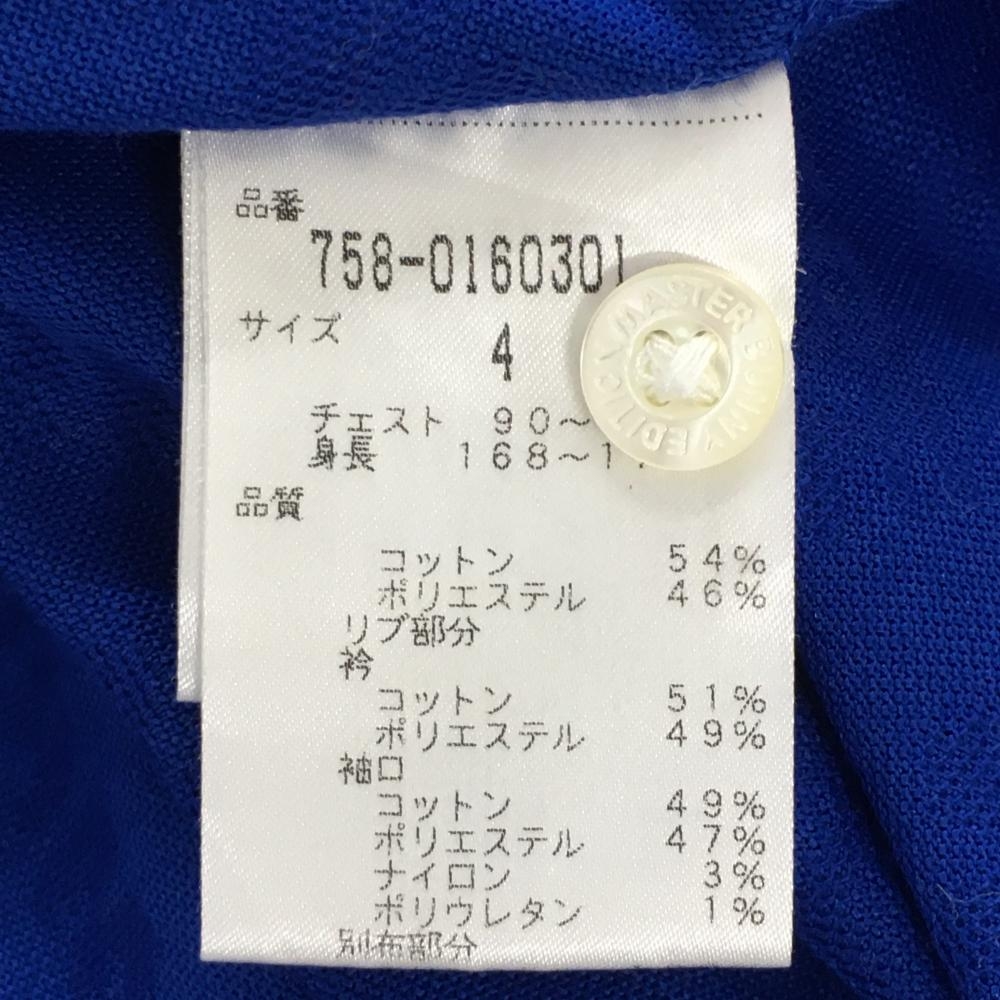 品番
758-0160301
サイズ
4
チェスト 90～
身長 168～17
品質
コットン 54%
ポリエステル 46%
リブ部分
衿
コットン 51%
ポリエステル 49%
袖口
コットン 49%
ポリエステル 47%
ナイロン 3%
ポリウレタン 1%
別布部分
MASTER BUNNY EDITION